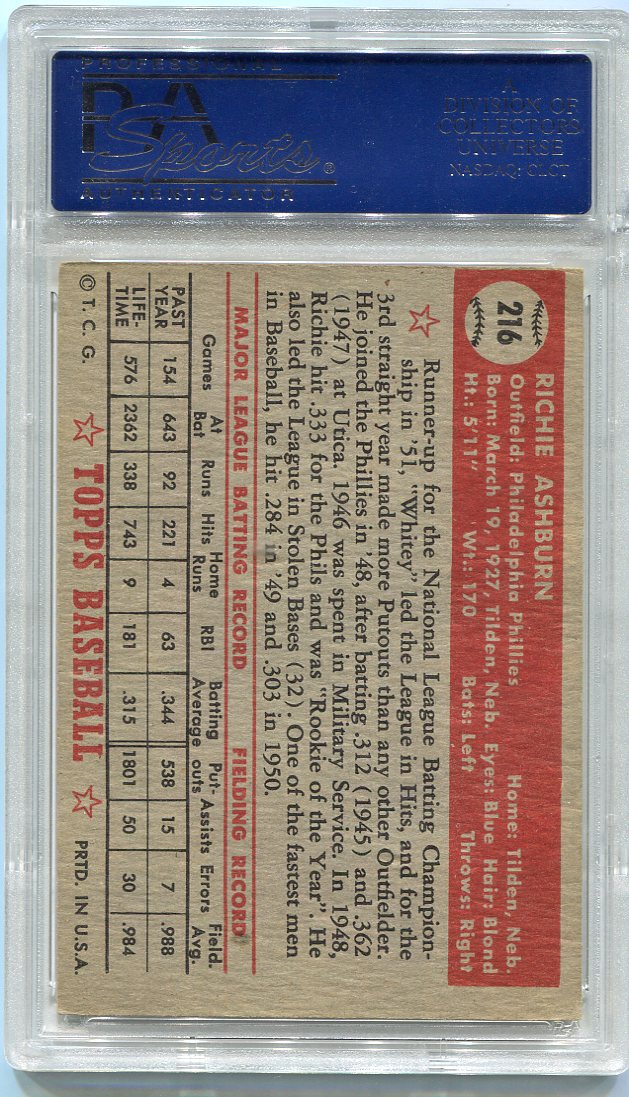 PROFESSIONAL
PSA
Sports®
AUTHENTICATOR
A
DIVISION OF
COLLECTORS
UNIVERSE
NASDAQ: CLCT
216
RICHIE ASHBURN
Outfield: Philadelphia Phillies Home: Tilden, Neb.
Born: March 19, 1927, Tilden, Neb. Eyes: Blue Hair: Blond
Ht.: 5'11" Wt.: 170 Bats: Left Throws: Right
Runner-up for the National League Batting Champion-
ship in '51, "Whitey" led the League in Hits, and for the
3rd straight year made more Putouts than any other Outfielder.
He joined the Phillies in '48, after batting .312 (1945) and .362
(1947) at Utica. 1946 was spent in Military Service. In 1948,
Richie hit .333 for the Phils and was "Rookie of the Year". He
also led the League in Stolen Bases (32). One of the fastest men
in Baseball, he hit .284 in '49 and .303 in 1950.
MAJOR LEAGUE BATTING RECORD FIELDING RECORD
Games At Bat Runs Hits Home Runs RBI Batting Average Put-outs Assists Errors Field. Avg.
PAST YEAR 154 643 92 221 4 63 .344 538 15 7 .988
LIFE-TIME 576 2362 338 743 9 181 .315 1801 50 30 .984
© T. C. G. TOPPS BASEBALL PRTD. IN U.S.A.